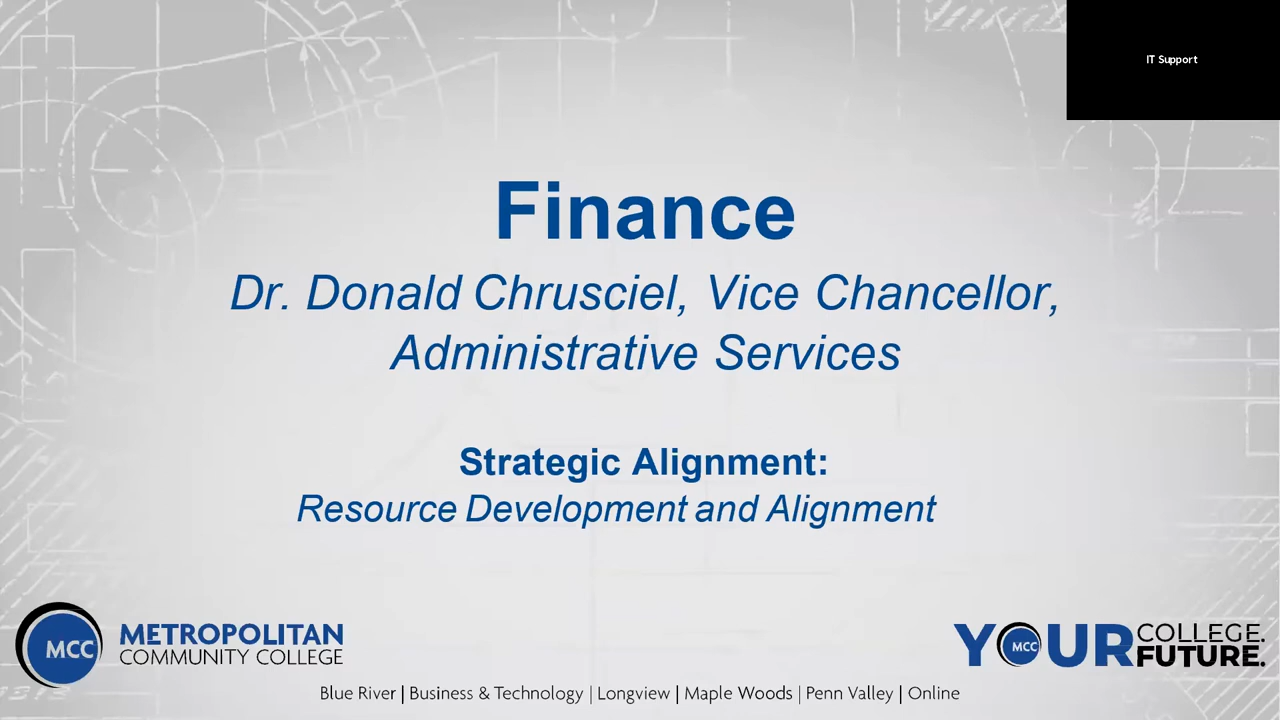 IT Support
Finance
Dr. Donald Chrusciel, Vice Chancellor,
Administrative Services
Strategic Alignment:
Resource Development and Alignment
MCC
METROPOLITAN
COMMUNITY COLLEGE
YOUR COLLEGE.
FUTURE.
MCC
Blue River | Business & Technology | Longview | Maple Woods | Penn Valley | Online